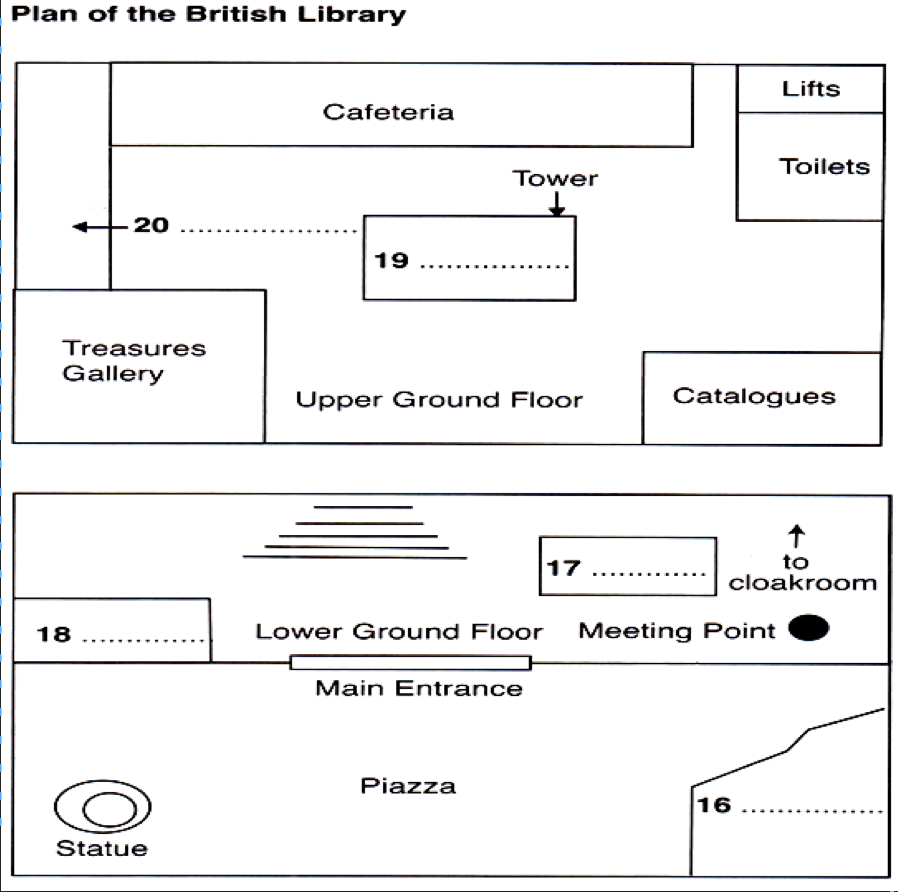 Plan of the British Library
Cafeteria
Lifts
Toilets
Tower
20 ........................
19 ....................
Treasures
Gallery
Upper Ground Floor
Catalogues
17 ...............
to
cloakroom
18 .................
Lower Ground Floor
Meeting Point
Main Entrance
Piazza
16 ...................
Statue